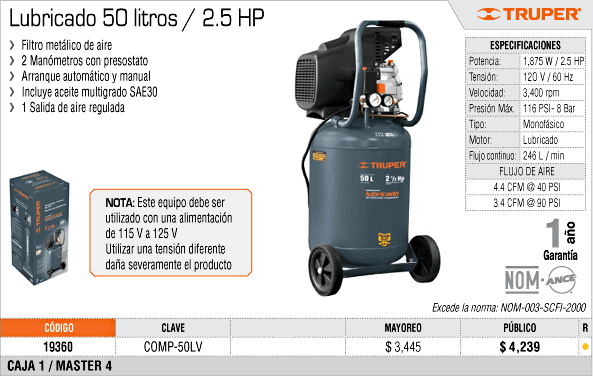 Lubricado 50 litros / 2.5 HP
TRUPER®
Filtro metálico de aire
2 Manómetros con presostato
Arranque automático y manual
Incluye aceite multigrado SAE30
1 Salida de aire regulada
ESPECIFICACIONES
Potencia: 1,875 W / 2.5 HP
Tensión: 120 V / 60 Hz
Velocidad: 3,400 rpm
Presión Máx. 116 PSI- 8 Bar
Tipo: Monofásico
Motor: Lubricado
Flujo continuo: 246 L / min
FLUJO DE AIRE
4.4 CFM @ 40 PSI
3.4 CFM @ 90 PSI
TRUPER
50 L 2 ½ Hp
lubricado
TRUPER
NOTA: Este equipo debe ser
utilizado con una alimentación
de 115 V a 125 V
Utilizar una tensión diferente
daña severamente el producto
1 año
Garantía
NOM-ANCE
Excede la norma: NOM-003-SCFI-2000
CÓDIGO CLAVE MAYOREO PÚBLICO R
19360 COMP-50LV $ 3,445 $ 4,239
CAJA 1 / MASTER 4